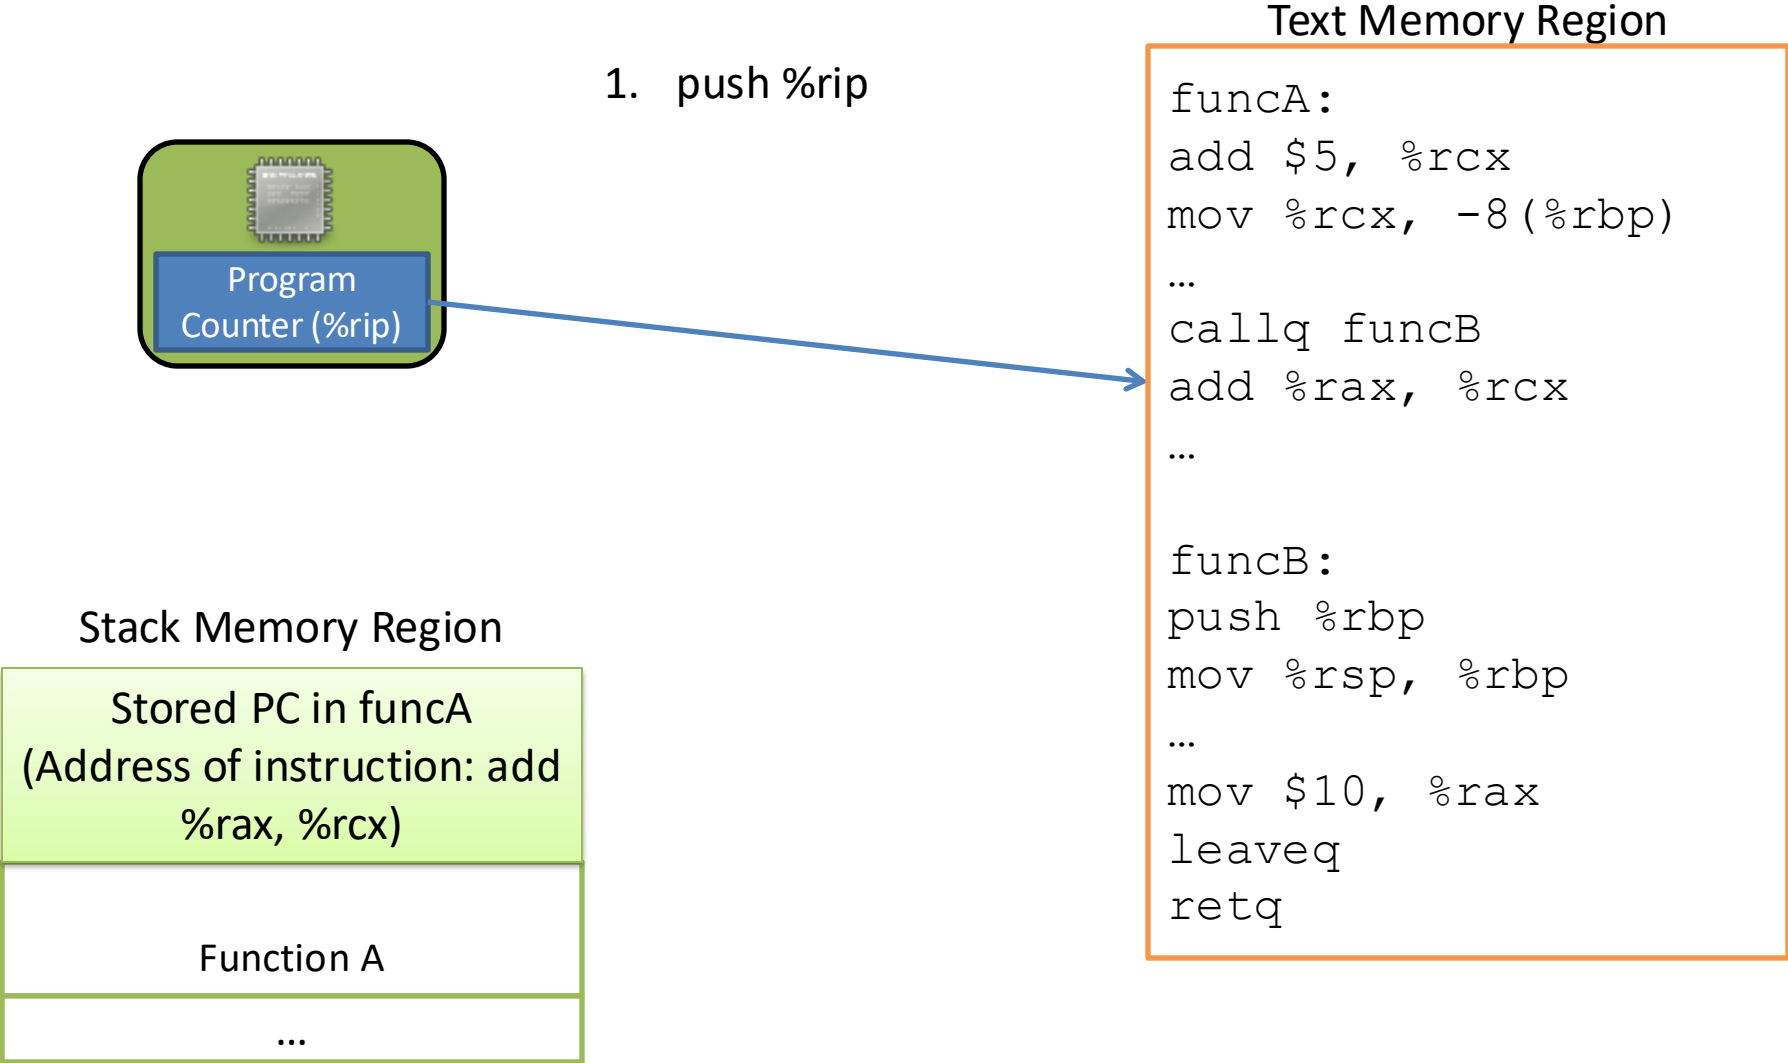 Text Memory Region
1. push %rip
funcA:
add $5, %rcx
mov %rcx, -8(%rbp)
…
callq funcB
add %rax, %rcx
…
funcB:
push %rbp
mov %rsp, %rbp
…
mov $10, %rax
leaveq
retq
Program
Counter (%rip)
Stack Memory Region
Stored PC in funcA
(Address of instruction: add
%rax, %rcx)
Function A
…